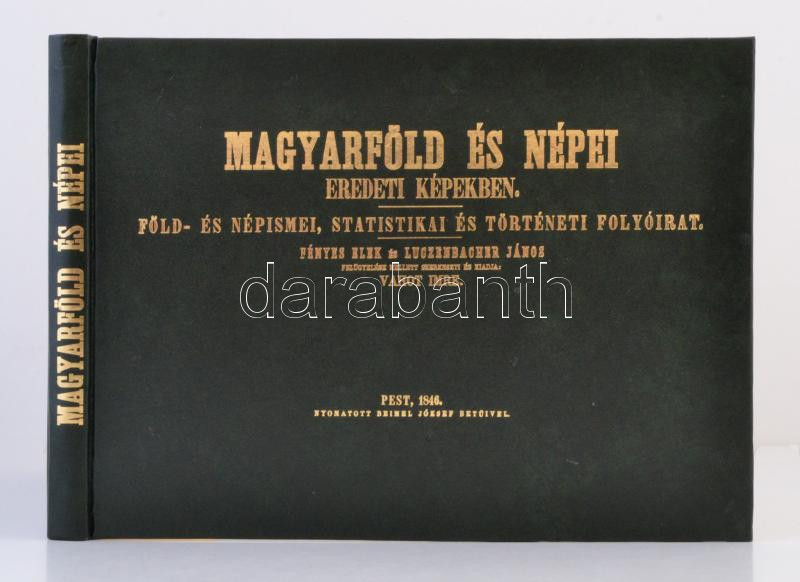 MAGYARFÖLD ÉS NÉPEI
MAGYARFÖLD ÉS NÉPEI
EREDETI KÉPEKBEN.
FÖLD- ÉS NÉPISMEI, STATISTIKAI ÉS TÖRTÉNETI FOLYÓIRAT.
FÉNYES ELEK és LUCZENBACHER JÁNOS
FELÜGYELÉSE MELLETT SZERKESZTI ÉS KIADJA:
VAHOT IMRE.
darabanth
PEST, 1846.
NYOMATOTT BEIMEL JÓZSEF BETŰIVEL.